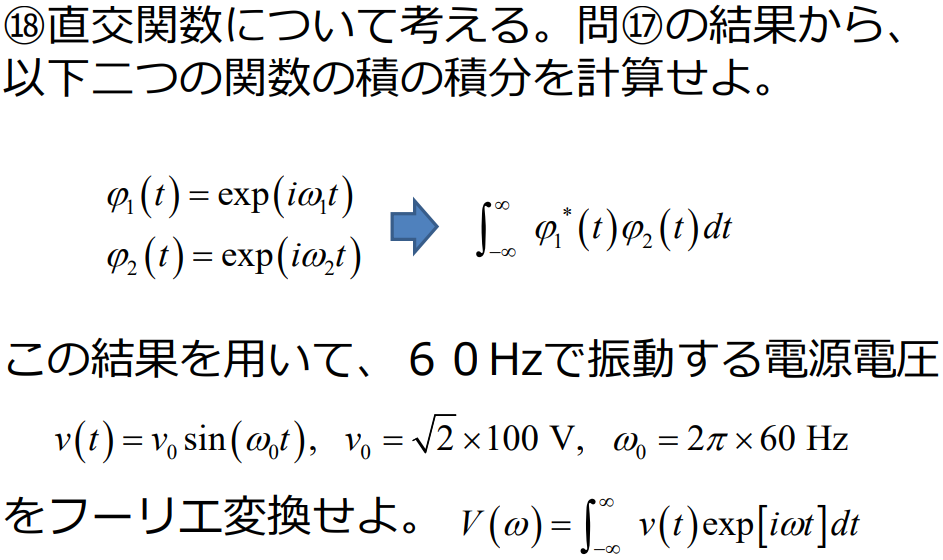 ⑱直交関数について考える。問⑰の結果から、
以下二つの関数の積の積分を計算せよ。
φ₁(t) = exp(iω₁t)
φ₂(t) = exp(iω₂t)
∫_{-∞}^{∞} φ₁*(t)φ₂(t)dt
この結果を用いて、６０Hzで振動する電源電圧
v(t) = v₀ sin(ω₀t), v₀ = √2 × 100 V, ω₀ = 2π × 60 Hz
をフーリエ変換せよ。 V(ω) = ∫_{-∞}^{∞} v(t)exp[iωt]dt